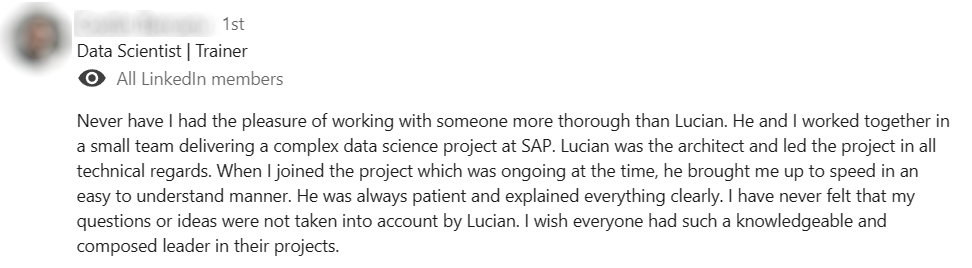 1st
Data Scientist | Trainer
All LinkedIn members
Never have I had the pleasure of working with someone more thorough than Lucian. He and I worked together in
a small team delivering a complex data science project at SAP. Lucian was the architect and led the project in all
technical regards. When I joined the project which was ongoing at the time, he brought me up to speed in an
easy to understand manner. He was always patient and explained everything clearly. I have never felt that my
questions or ideas were not taken into account by Lucian. I wish everyone had such a knowledgeable and
composed leader in their projects.